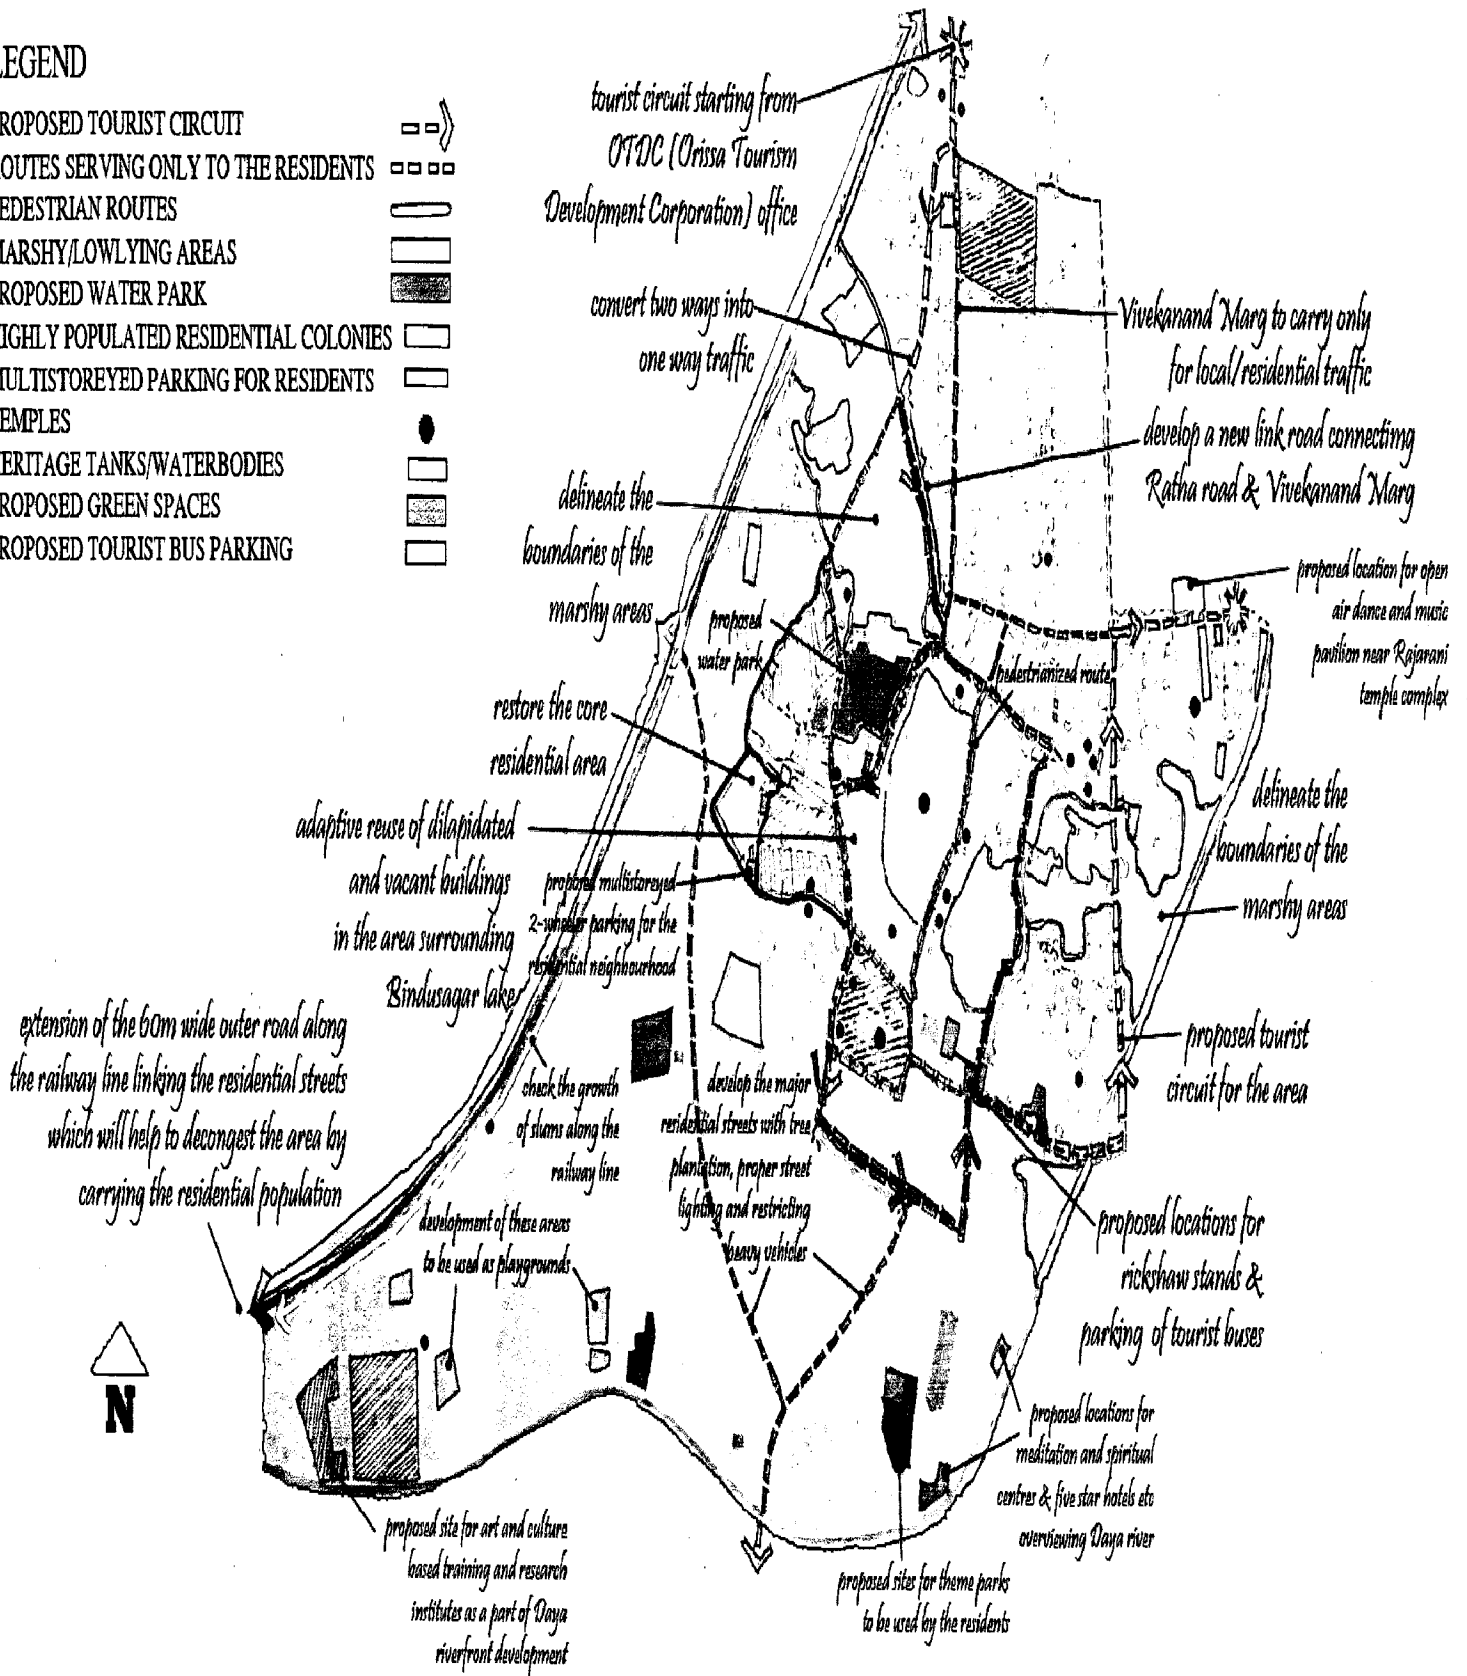 LEGEND
ROPOSED TOURIST CIRCUIT
OUTES SERVING ONLY TO THE RESIDENTS
EDESTRIAN ROUTES
MARSHY/LOWLYING AREAS
ROPOSED WATER PARK
IGHLY POPULATED RESIDENTIAL COLONIES
MULTISTOREYED PARKING FOR RESIDENTS
EMPLES
ERITAGE TANKS/WATERBODIES
ROPOSED GREEN SPACES
ROPOSED TOURIST BUS PARKING
tourist circuit starting from
OTDC (Orissa Tourism
Development Corporation) office
convert two ways into
one way traffic
Vivekanand Marg to carry only
for local/residential traffic
develop a new link road connectimg
Ratha road & Vivekanand Marg
delineate the
boundaries of the
marshy areas
proposed location for open
air dance and music
pavilion near Rajarani
temple complex
proposed
water park
pedestrianized route
restore the core
residential area
delineate the
boundaries of the
marshy areas
adaptive reuse of dilapidated
and vacant buildings
in the area surrounding
Bindusagar lake
proposed multistoreyed
2-wheeler parking for the
residential neighbourhood
extension of the 60m wide outer road along
the railway line linking the residential streets
which will help to decongest the area by
carrying the residential population
check the growth
of slums along the
railway line
develop the major
residential streets with tree
plantation, proper street
lighting and restricting
heavy vehicles
proposed tourist
circuit for the area
development of these areas
to be used as playgrounds
proposed locations for
rickshaw stands &
parking of tourist buses
N
proposed locations for
meditation and spiritual
centres & five star hotels etc
overviewing Daya river
proposed site for art and culture
based training and research
institutes as a part of Daya
riverfront development
proposed sites for theme parks
to be used by the residents